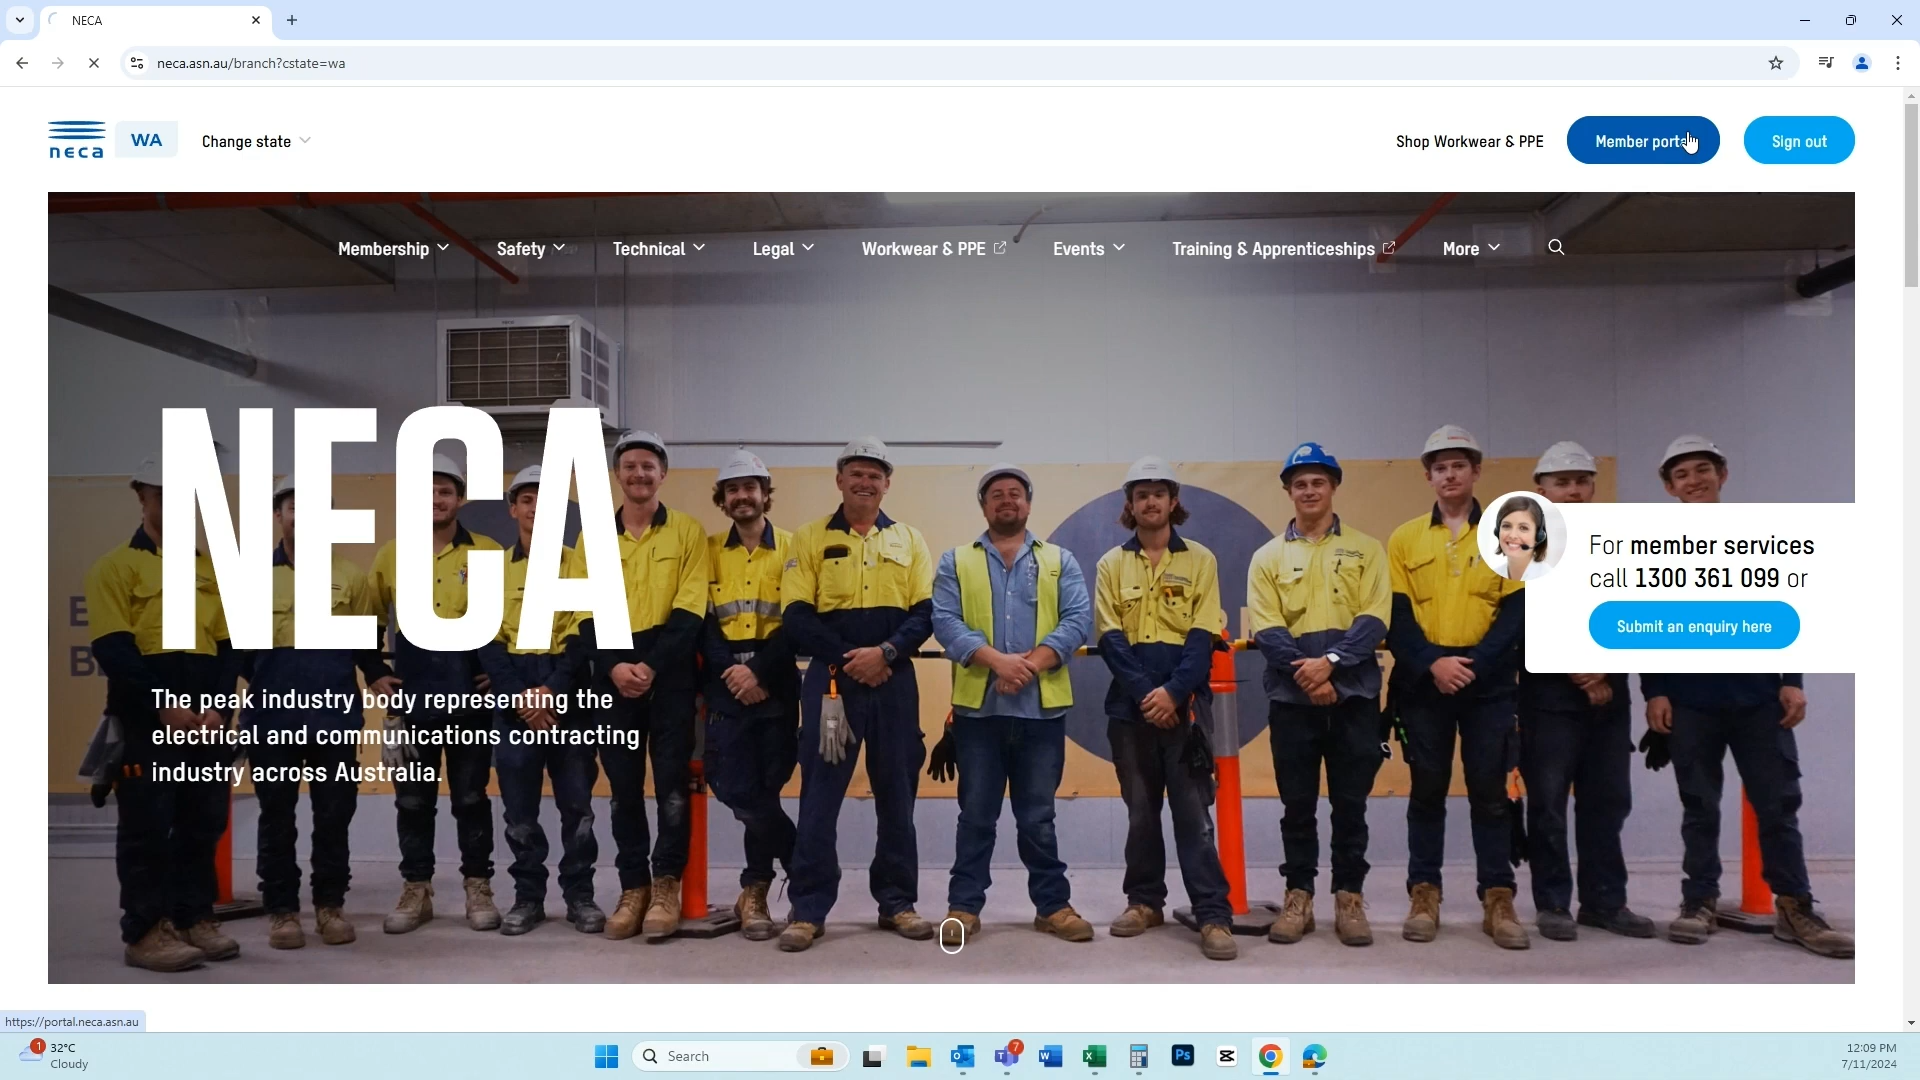 NECA
neca.asn.au/branch?cstate=wa
neca
WA
Change state
Shop Workwear & PPE
Member portal
Sign out
Membership
Safety
Technical
Legal
Workwear & PPE
Events
Training & Apprenticeships
More
NECA
The peak industry body representing the
electrical and communications contracting
industry across Australia.
For member services
call 1300 361 099 or
Submit an enquiry here
https://portal.neca.asn.au
1
32°C
Cloudy
Search
7
Ps
12:09 PM
7/11/2024